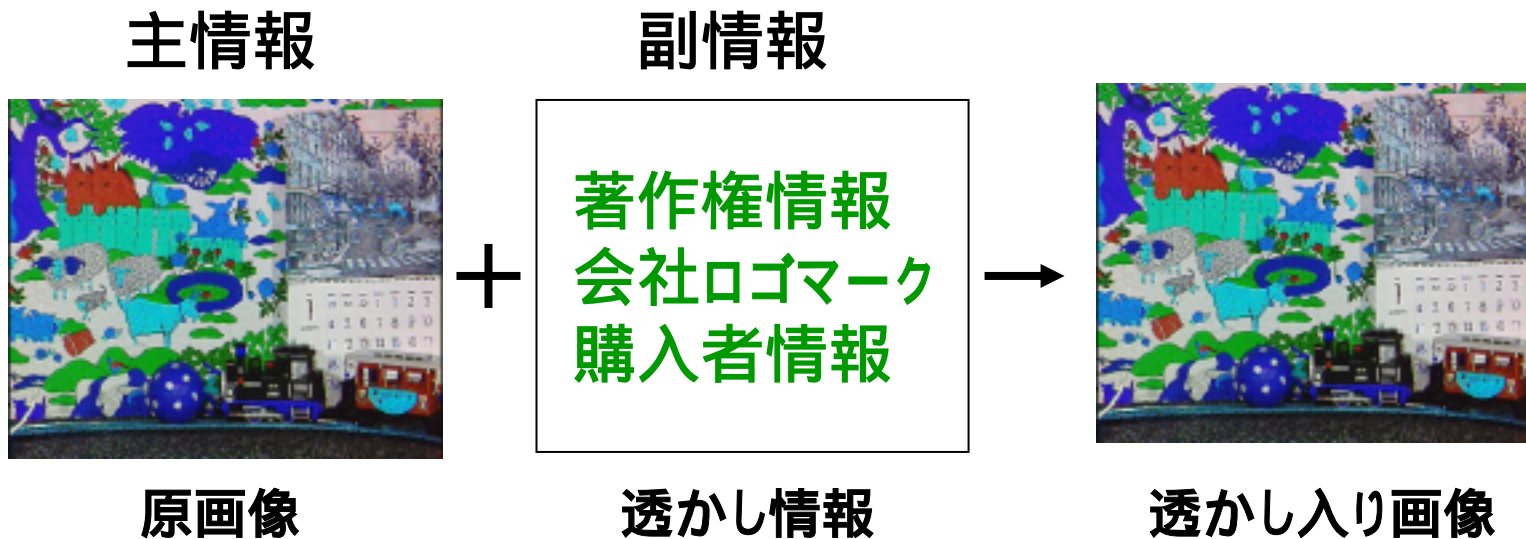 主情報
副情報
著作権情報
会社ロゴマーク
購入者情報
原画像
透かし情報
透かし入り画像